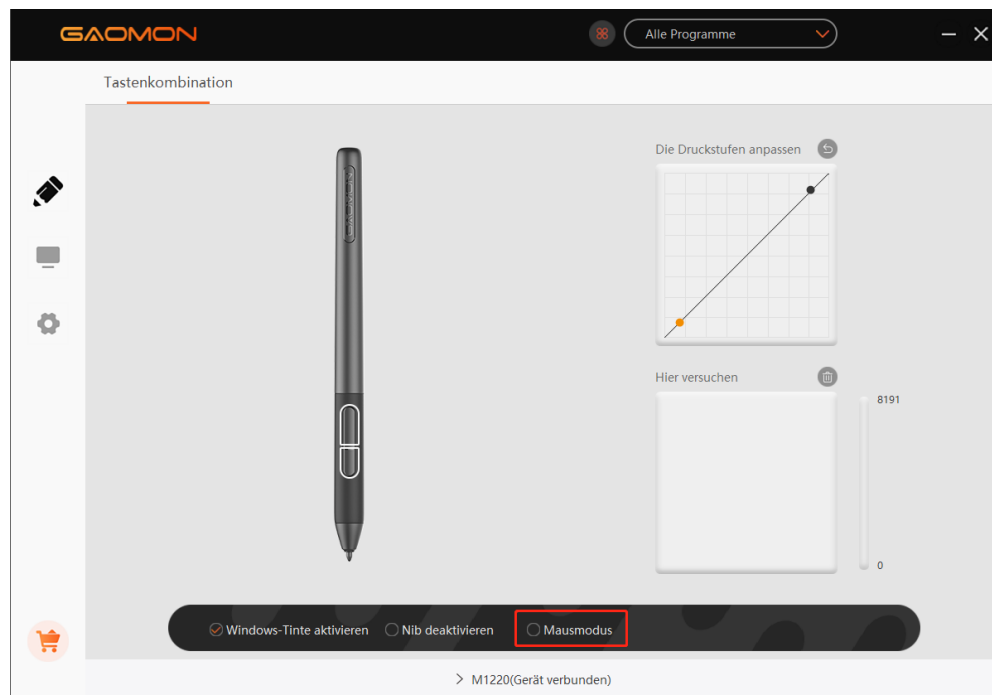 GAOMON
Alle Programme
Tastenkombination
Die Druckstufen anpassen
GAOMON
Hier versuchen
8191
0
Windows-Tinte aktivieren
Nib deaktivieren
Mausmodus
M1220(Gerät verbunden)